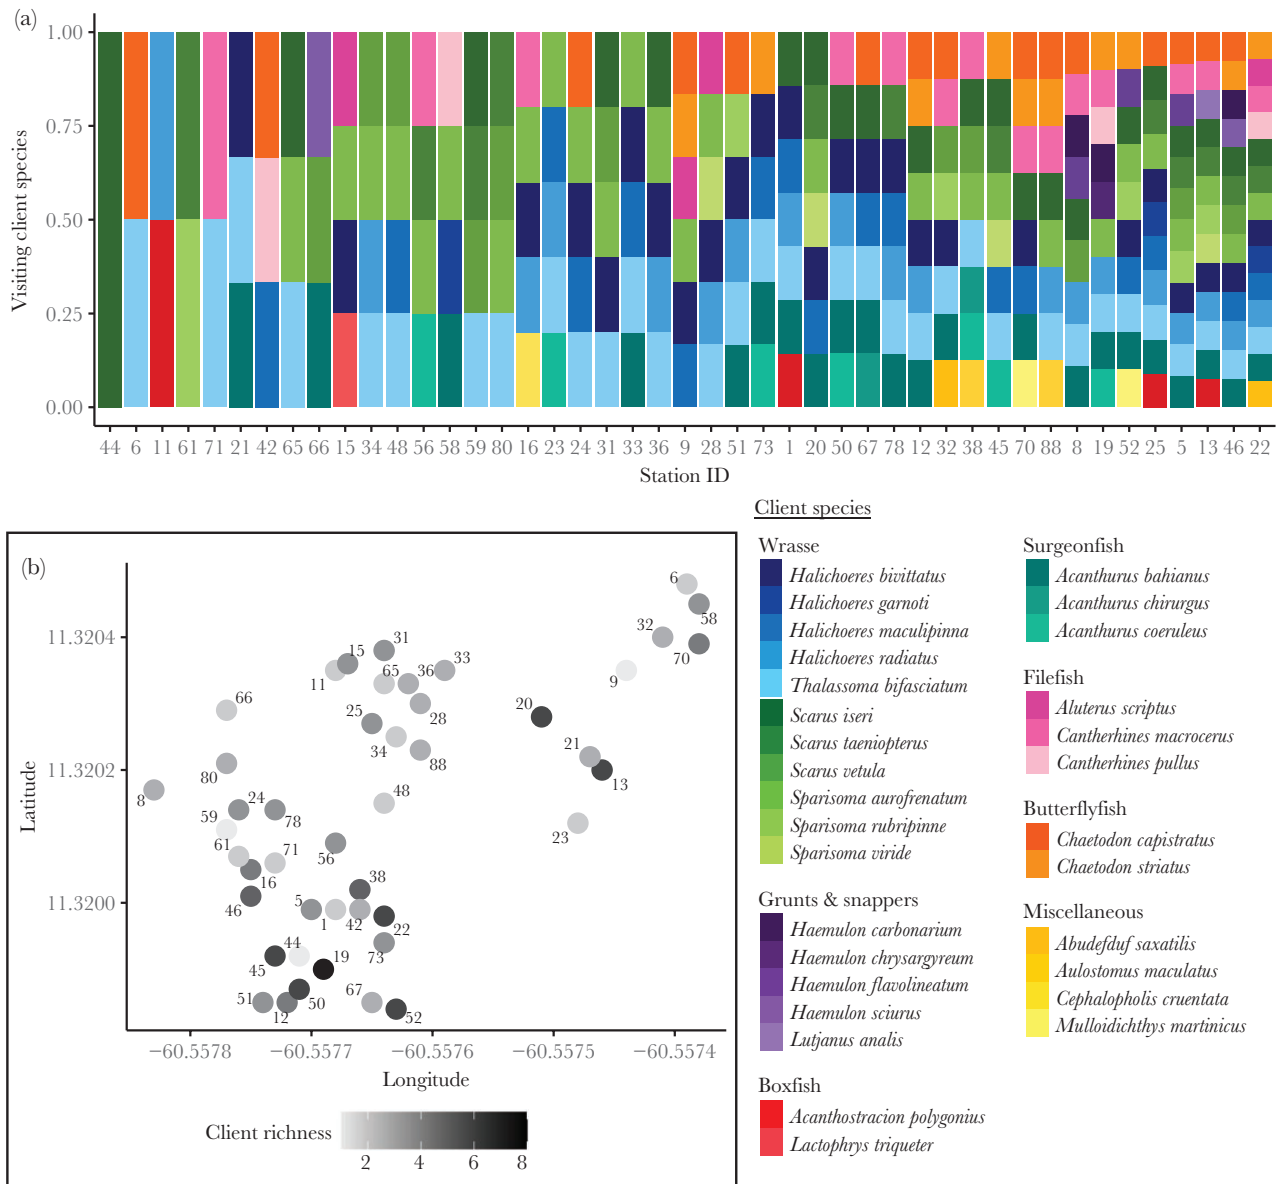 (a)
Visiting client species
1.00
0.75
0.50
0.25
0.00
44 6 11 61 71 21 42 65 66 15 34 48 56 58 59 80 16 23 24 31 33 36 9 28 51 73 1 20 50 67 78 12 32 38 45 70 88 8 19 52 25 5 13 46 22
Station ID
(b)
Latitude
11.3204
11.3202
11.3200
6
58
32
70
9
31
15
11
65
36
33
66
25
28
20
34
88
21
13
80
8
48
24
59
78
23
61
71
56
16
38
46
5
1
42
22
44
19
73
45
51
12
50
67
52
−60.5578 −60.5577 −60.5576 −60.5575 −60.5574
Longitude
Client richness
2 4 6 8
Client species
Wrasse
Halichoeres bivittatus
Halichoeres garnoti
Halichoeres maculipinna
Halichoeres radiatus
Thalassoma bifasciatum
Scarus iseri
Scarus taeniopterus
Scarus vetula
Sparisoma aurofrenatum
Sparisoma rubripinne
Sparisoma viride
Grunts & snappers
Haemulon carbonarium
Haemulon chrysargyreum
Haemulon flavolineatum
Haemulon sciurus
Lutjanus analis
Boxfish
Acanthostracion polygonius
Lactophrys triqueter
Surgeonfish
Acanthurus bahianus
Acanthurus chirurgus
Acanthurus coeruleus
Filefish
Aluterus scriptus
Cantherhines macrocerus
Cantherhines pullus
Butterflyfish
Chaetodon capistratus
Chaetodon striatus
Miscellaneous
Abudefduf saxatilis
Aulostomus maculatus
Cephalopholis cruentata
Mulloidichthys martinicus